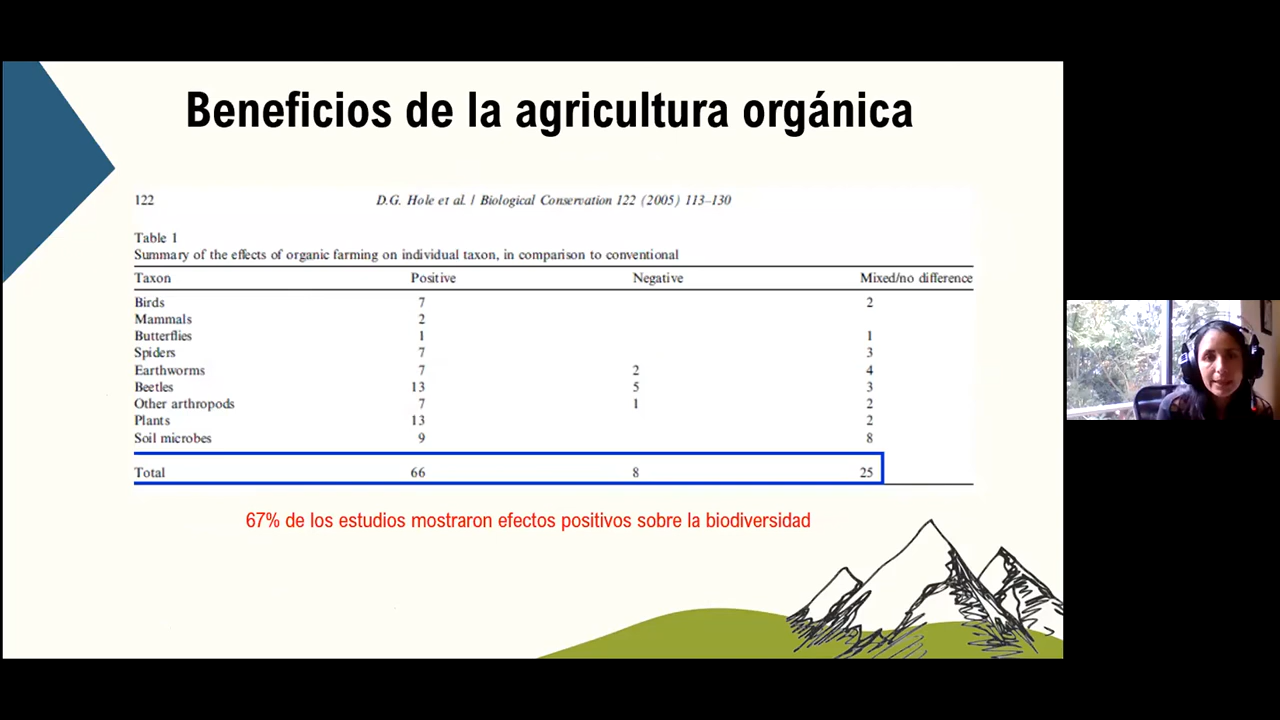 Beneficios de la agricultura orgánica
122 D.G. Hole et al. / Biological Conservation 122 (2005) 113–130
Table 1
Summary of the effects of organic farming on individual taxon, in comparison to conventional
Taxon Positive Negative Mixed/no difference
Birds 7 2
Mammals 2
Butterflies 1 1
Spiders 7 3
Earthworms 7 2 4
Beetles 13 5 3
Other arthropods 7 1 2
Plants 13 2
Soil microbes 9 8
Total 66 8 25
67% de los estudios mostraron efectos positivos sobre la biodiversidad